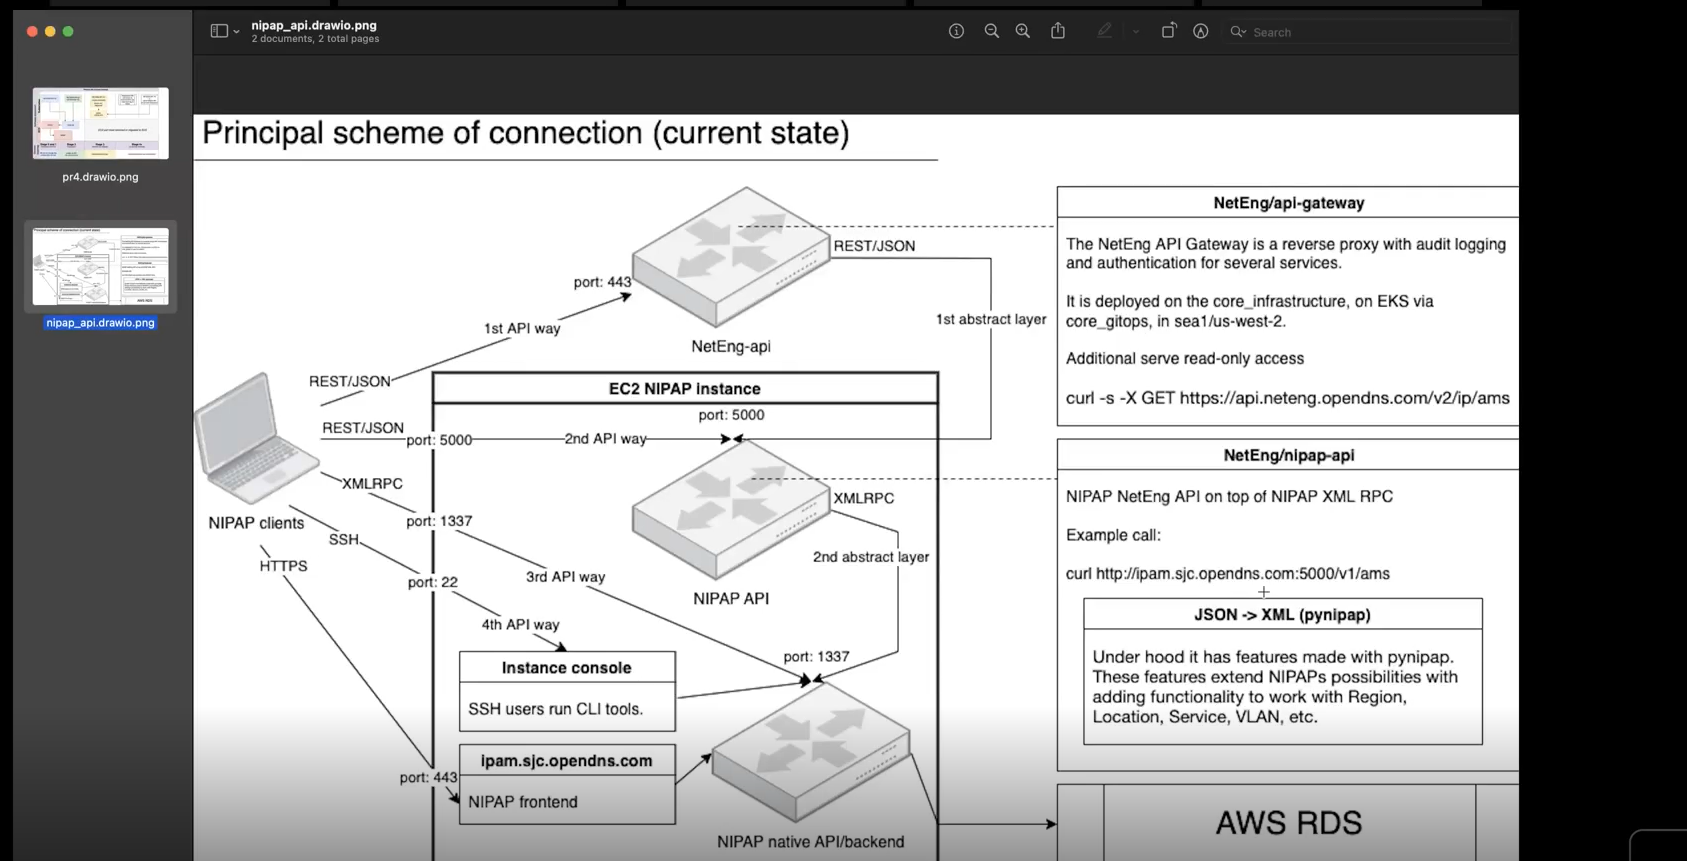 nipap_api.drawio.png
2 documents, 2 total pages
Search
pr4.drawio.png
nipap_api.drawio.png
Principal scheme of connection (current state)
REST/JSON
port: 443
1st API way
1st abstract layer
NetEng-api
REST/JSON
EC2 NIPAP instance
port: 5000
REST/JSON
port: 5000
2nd API way
XMLRPC
XMLRPC
port: 1337
NIPAP clients
SSH
2nd abstract layer
HTTPS
3rd API way
port: 22
NIPAP API
4th API way
port: 1337
Instance console
SSH users run CLI tools.
ipam.sjc.opendns.com
port: 443
NIPAP frontend
NIPAP native API/backend
NetEng/api-gateway
The NetEng API Gateway is a reverse proxy with audit logging
and authentication for several services.
It is deployed on the core_infrastructure, on EKS via
core_gitops, in sea1/us-west-2.
Additional serve read-only access
curl -s -X GET https://api.neteng.opendns.com/v2/ip/ams
NetEng/nipap-api
NIPAP NetEng API on top of NIPAP XML RPC
Example call:
curl http://ipam.sjc.opendns.com:5000/v1/ams
JSON -> XML (pynipap)
Under hood it has features made with pynipap.
These features extend NIPAPs possibilities with
adding functionality to work with Region,
Location, Service, VLAN, etc.
AWS RDS